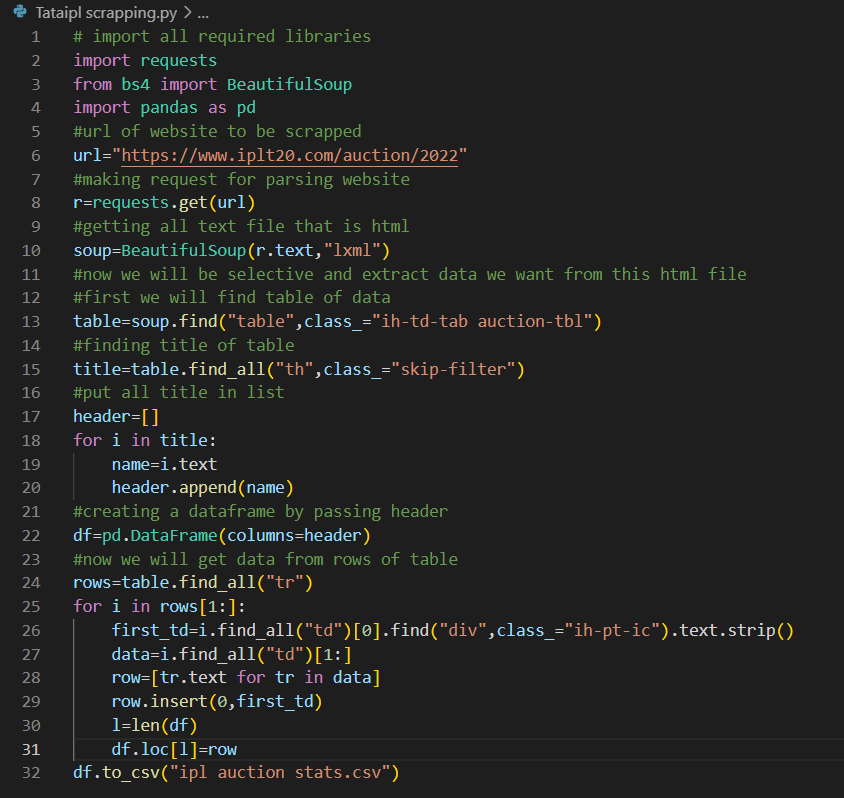 Tataipl scrapping.py > ...
1 # import all required libraries
2 import requests
3 from bs4 import BeautifulSoup
4 import pandas as pd
5 #url of website to be scrapped
6 url="https://www.iplt20.com/auction/2022"
7 #making request for parsing website
8 r=requests.get(url)
9 #getting all text file that is html
10 soup=BeautifulSoup(r.text,"lxml")
11 #now we will be selective and extract data we want from this html file
12 #first we will find table of data
13 table=soup.find("table",class_="ih-td-tab auction-tbl")
14 #finding title of table
15 title=table.find_all("th",class_="skip-filter")
16 #put all title in list
17 header=[]
18 for i in title:
19     name=i.text
20     header.append(name)
21 #creating a dataframe by passing header
22 df=pd.DataFrame(columns=header)
23 #now we will get data from rows of table
24 rows=table.find_all("tr")
25 for i in rows[1:]:
26     first_td=i.find_all("td")[0].find("div",class_="ih-pt-ic").text.strip()
27     data=i.find_all("td")[1:]
28     row=[tr.text for tr in data]
29     row.insert(0,first_td)
30     l=len(df)
31     df.loc[l]=row
32 df.to_csv("ipl auction stats.csv")